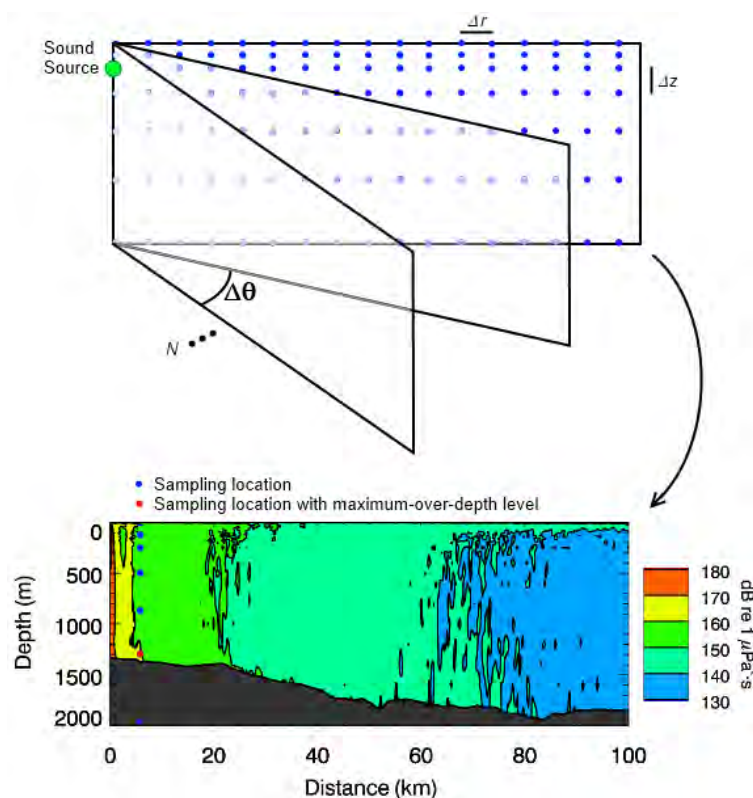 Δr
Sound
Source
Δz
Δθ
N
Sampling location
Sampling location with maximum-over-depth level
0
500
1000
1500
2000
Depth (m)
0 20 40 60 80 100
Distance (km)
180
170
160
150
140
130
dB re 1 μPa²·s